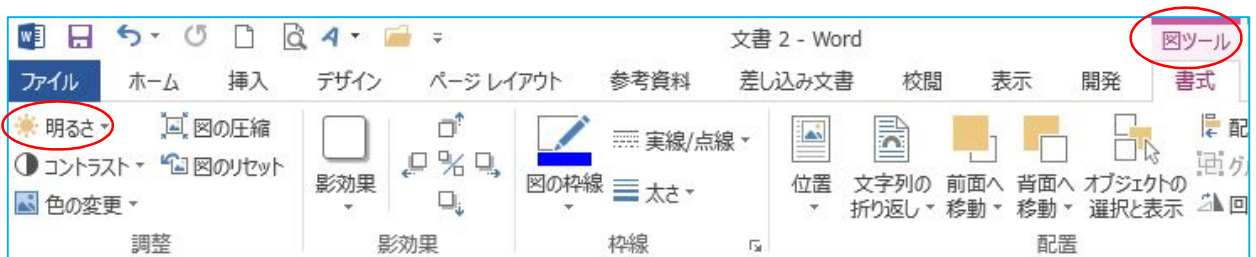 文書 2 - Word
図ツール
ファイル ホーム 挿入 デザイン ページ レイアウト 参考資料 差し込み文書 校閲 表示 開発 書式
明るさ
コントラスト
色の変更
図の圧縮
図のリセット
調整
影効果
影効果
図の枠線
実線/点線
太さ
枠線
位置
文字列の
折り返し
前面へ
移動
背面へ
移動
オブジェクトの
選択と表示
配
グ
回
配置